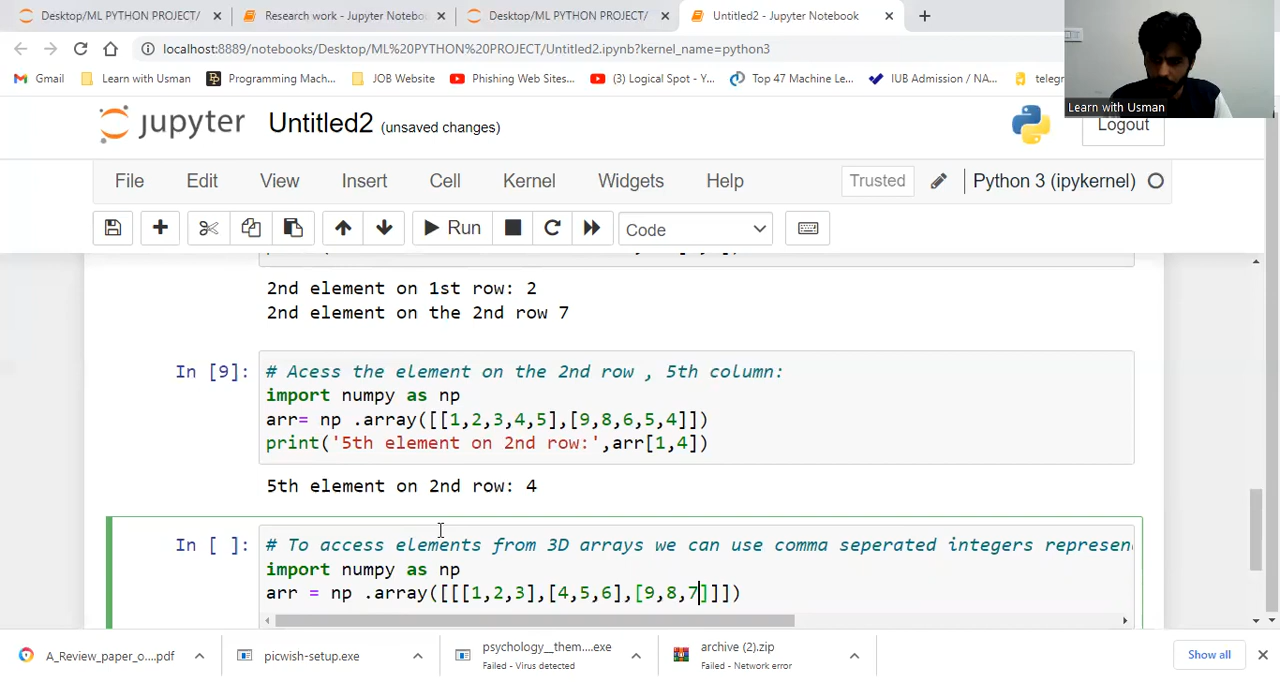 Desktop/ML PYTHON PROJECT/
Research work - Jupyter Notebo
Desktop/ML PYTHON PROJECT/
Untitled2 - Jupyter Notebook
localhost:8889/notebooks/Desktop/ML%20PYTHON%20PROJECT/Untitled2.ipynb?kernel_name=python3
Gmail
Learn with Usman
Programming Mach...
JOB Website
Phishing Web Sites...
(3) Logical Spot - Y...
Top 47 Machine Le...
IUB Admission / NA...
telegr
Learn with Usman
jupyter
Untitled2 (unsaved changes)
Logout
File Edit View Insert Cell Kernel Widgets Help
Trusted
Python 3 (ipykernel)
Run
Code
2nd element on 1st row: 2
2nd element on the 2nd row 7
In [9]:
# Acess the element on the 2nd row , 5th column:
import numpy as np
arr= np .array([[1,2,3,4,5],[9,8,6,5,4]])
print('5th element on 2nd row:',arr[1,4])
5th element on 2nd row: 4
In [ ]:
# To access elements from 3D arrays we can use comma seperated integers represen
import numpy as np
arr = np .array([[[1,2,3],[4,5,6],[9,8,7]]])
A_Review_paper_o....pdf
picwish-setup.exe
psychology__them....exe
Failed - Virus detected
archive (2).zip
Failed - Network error
Show all